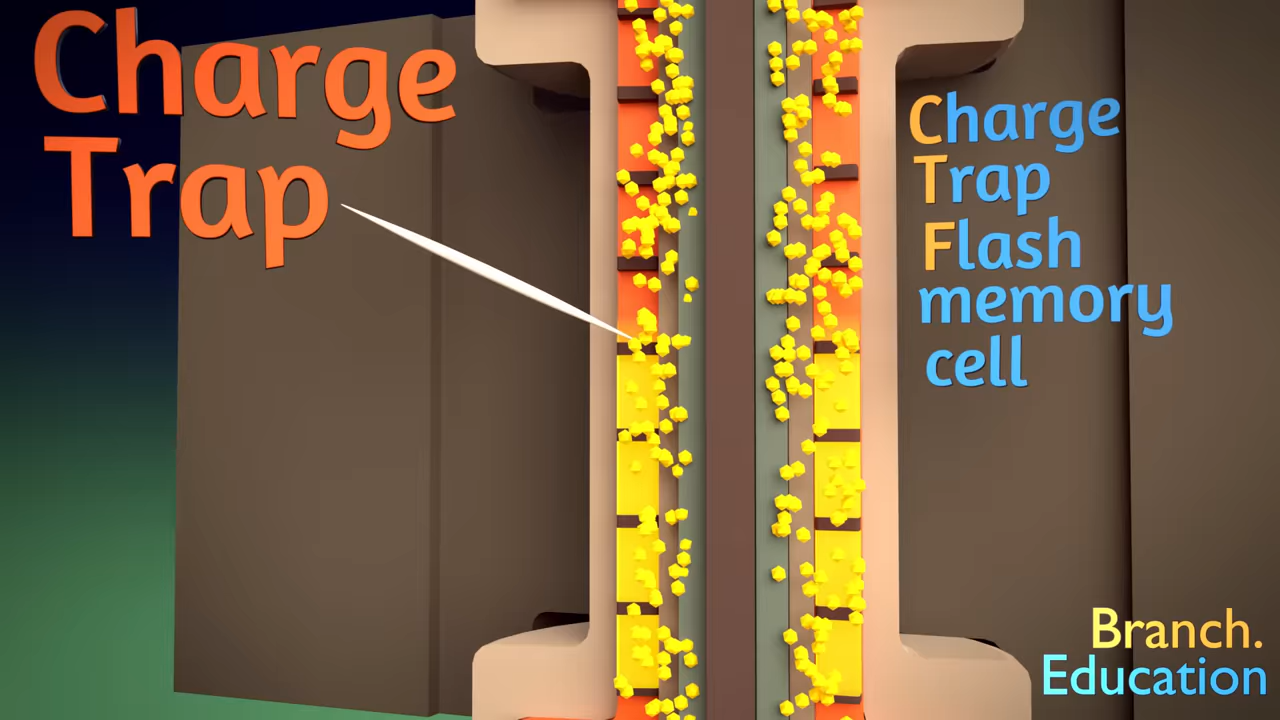 Charge
Trap
Charge
Trap
Flash
memory
cell
Branch.
Education